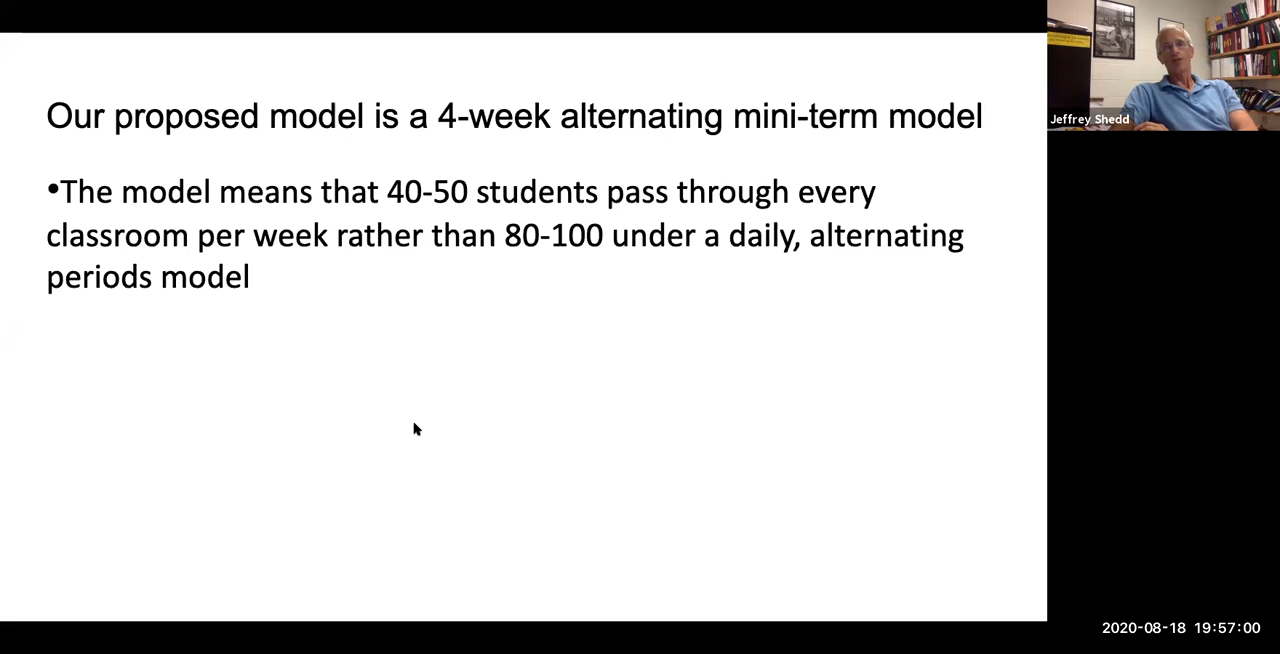 Our proposed model is a 4-week alternating mini-term model
•The model means that 40-50 students pass through every
classroom per week rather than 80-100 under a daily, alternating
periods model
Jeffrey Shedd
2020-08-18 19:57:00